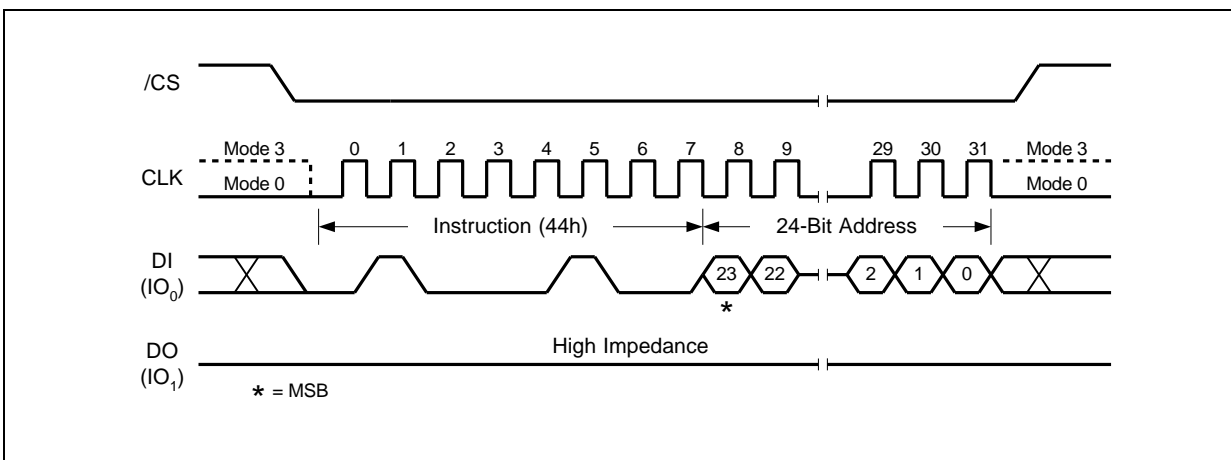 /CS
Mode 3 0 1 2 3 4 5 6 7 8 9 29 30 31 Mode 3
CLK Mode 0 Mode 0
Instruction (44h) 24-Bit Address
DI
(IO0)
23 22 2 1 0
*
High Impedance
DO
(IO1)
* = MSB